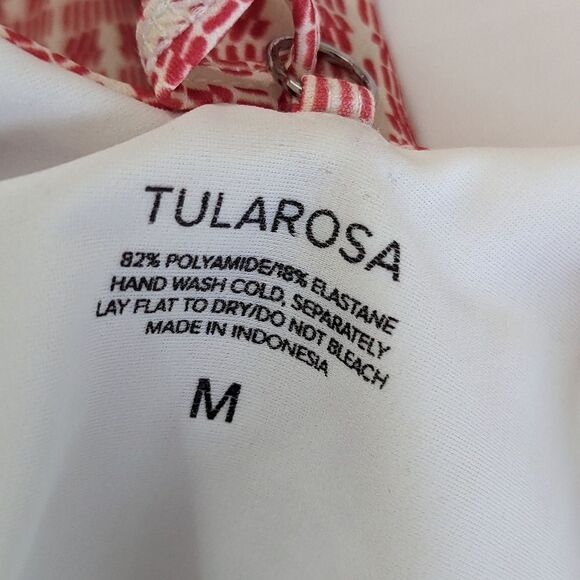 TULAROSA
82% POLYAMIDE/18% ELASTANE
HAND WASH COLD, SEPARATELY
LAY FLAT TO DRY/DO NOT BLEACH
MADE IN INDONESIA
M